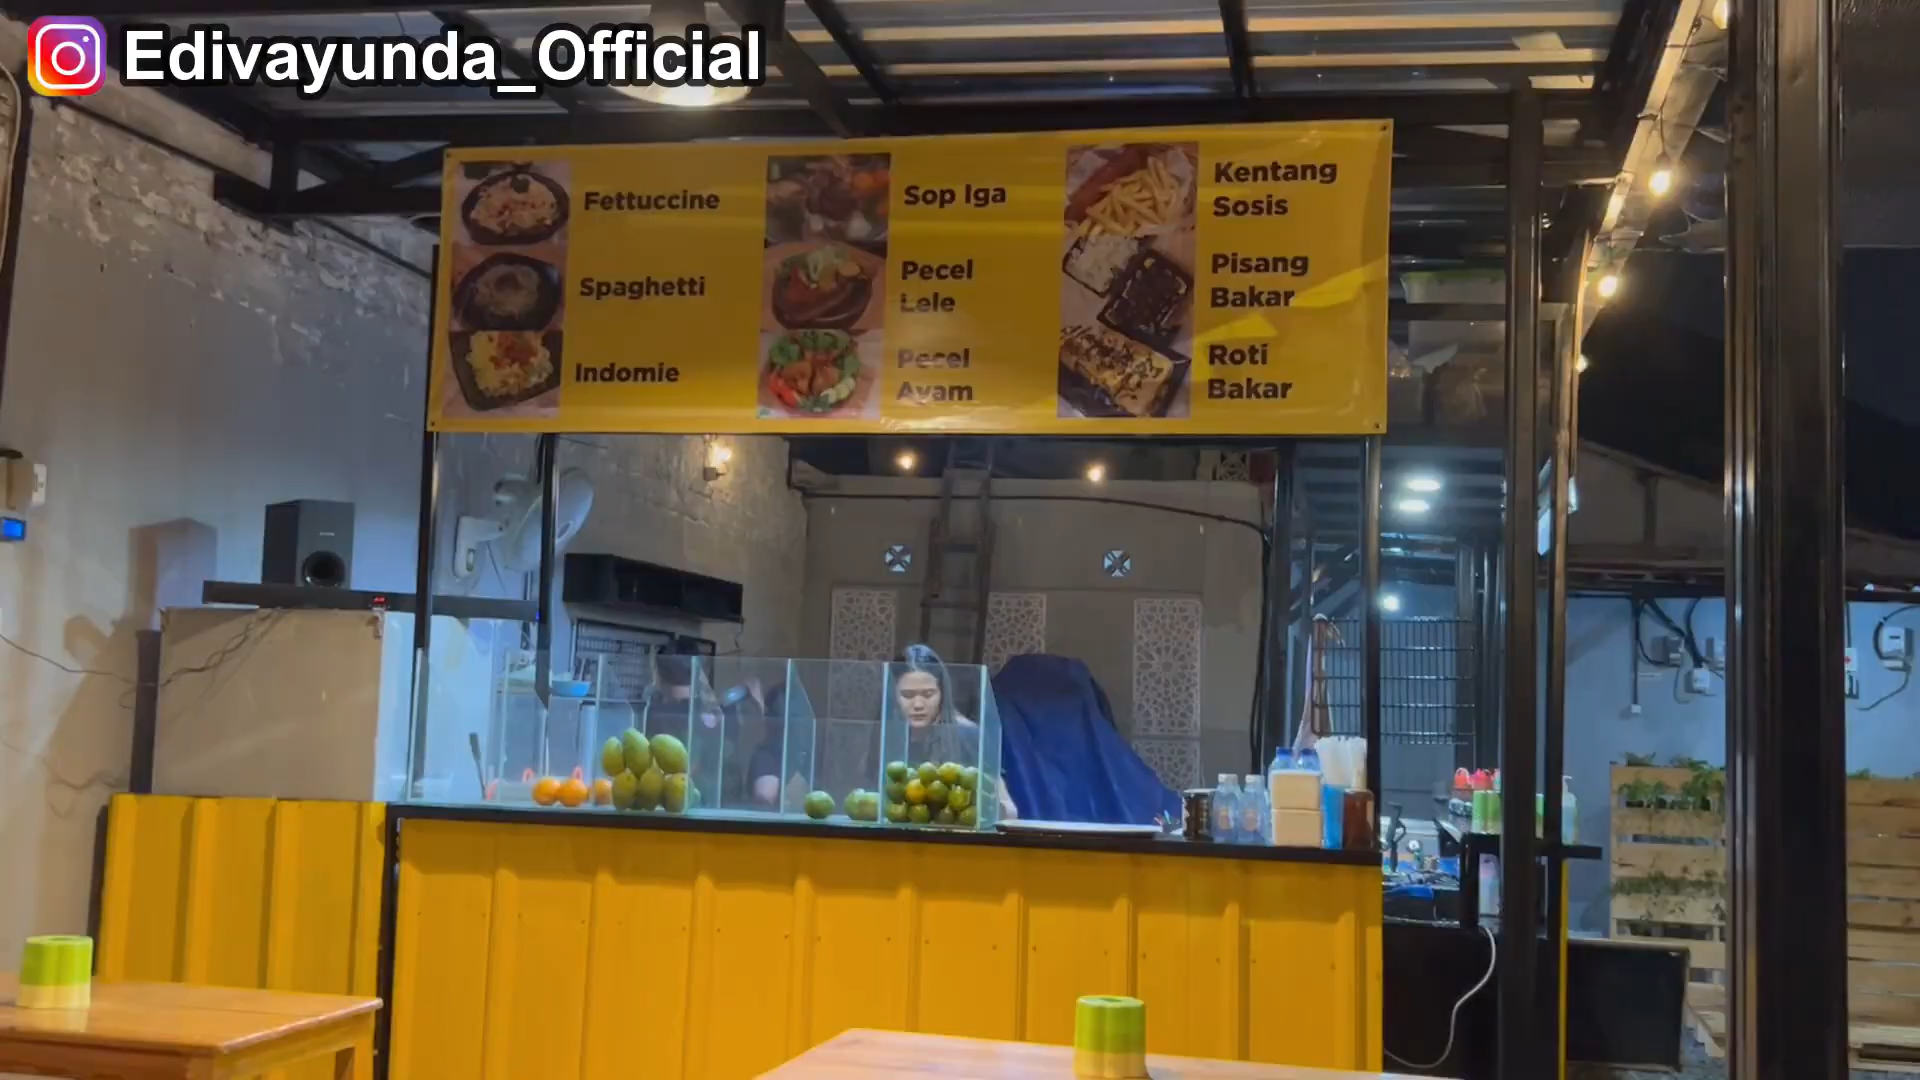 Edivayunda_Official
Fettuccine
Spaghetti
Indomie
Sop Iga
Pecel
Lele
Pecel
Ayam
Kentang
Sosis
Pisang
Bakar
Roti
Bakar